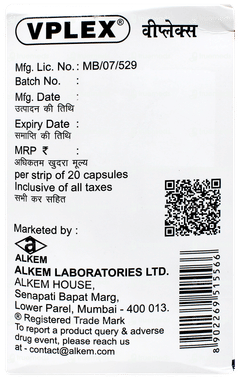 VPLEX® वीप्लेक्स
Mfg. Lic. No. : MB/07/529
Batch No. :
Mfg. Date :
उत्पादन की तिथि
Expiry Date :
समाप्ति की तिथि
MRP ₹ :
अधिकतम खुदरा मूल्य
per strip of 20 capsules
Inclusive of all taxes
सभी कर सहित
Marketed by :
a
ALKEM
ALKEM LABORATORIES LTD.
ALKEM HOUSE,
Senapati Bapat Marg,
Lower Parel, Mumbai - 400 013.
® Registered Trade Mark
To report a product query & adverse
drug event, please reach us
at - contact@alkem.com
8 902269 515566